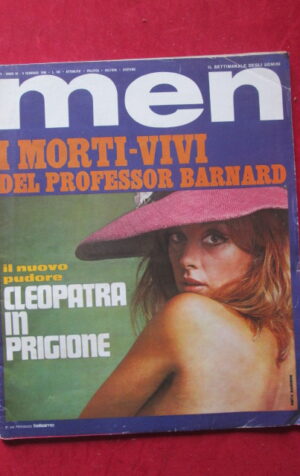 IL SETTIMANALE DEGLI UOMINI
men
I MORTI-VIVI
DEL PROFESSOR BARNARD
il nuovo
pudore
CLEOPATRA
IN
PRIGIONE